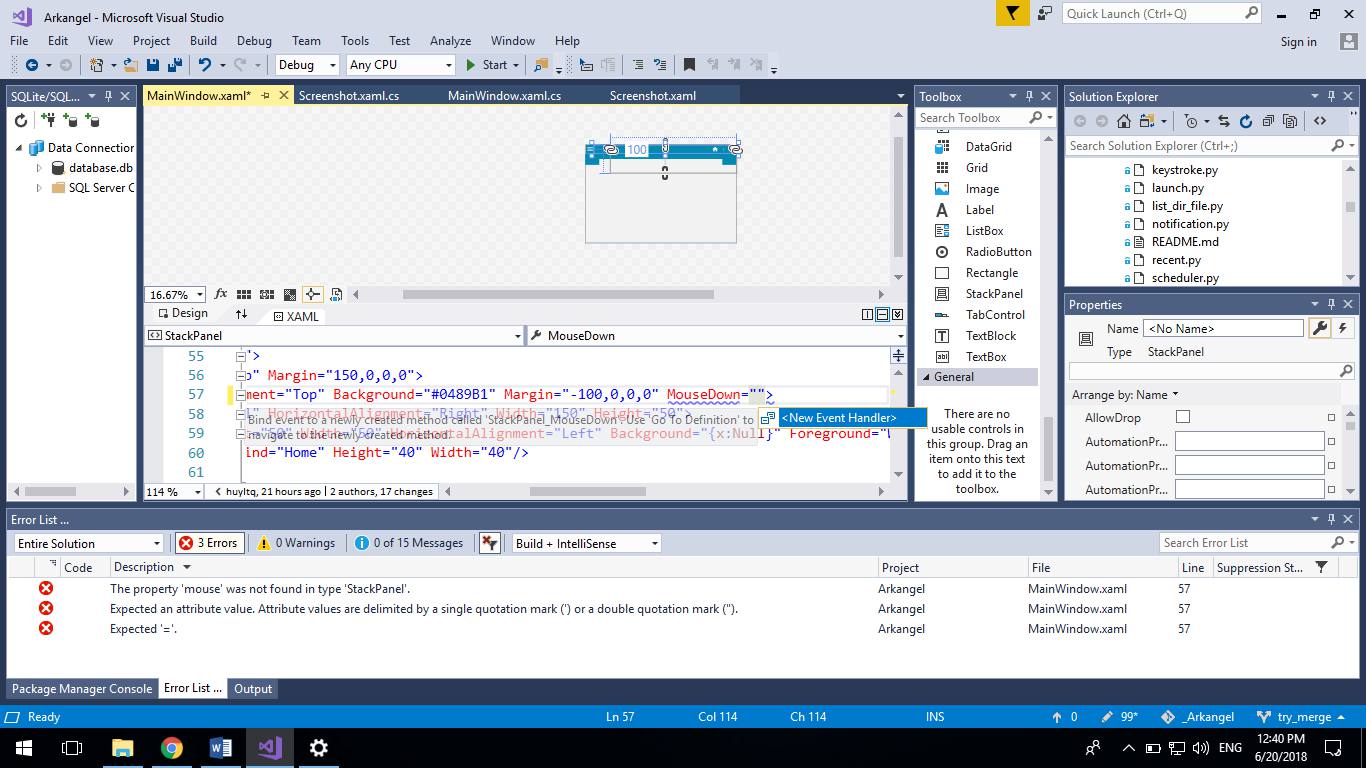 Arkangel - Microsoft Visual Studio
Quick Launch (Ctrl+Q)
File Edit View Project Build Debug Team Tools Test Analyze Window Help
Sign in
Debug Any CPU Start
SQLite/SQL...
Data Connection
database.db
SQL Server C
MainWindow.xaml* Screenshot.xaml.cs MainWindow.xaml.cs Screenshot.xaml
100
16.67% fx
Design XAML
StackPanel MouseDown
55 '>
56 p" Margin="150,0,0,0">
57 ment="Top" Background="#0489B1" Margin="-100,0,0,0" MouseDown="">
58 HorizontalAlignment="Right" Width="150" Height="50">
Bind event to a newly created method called 'StackPanel_MouseDown'. Use 'Go To Definition' to
navigate to the newly created method.
<New Event Handler>
59 "50" Width="50" HorizontalAlignment="Left" Background="{x:Null}" Foreground="W
60 ind="Home" Height="40" Width="40"/>
61
114 % huyltq, 21 hours ago | 2 authors, 17 changes
Toolbox
Search Toolbox
DataGrid
Grid
Image
Label
ListBox
RadioButton
Rectangle
StackPanel
TabControl
TextBlock
TextBox
General
There are no
usable controls in
this group. Drag an
item onto this text
to add it to the
toolbox.
Solution Explorer
Search Solution Explorer (Ctrl+;)
keystroke.py
launch.py
list_dir_file.py
notification.py
README.md
recent.py
scheduler.py
Properties
Name <No Name>
Type StackPanel
Arrange by: Name
AllowDrop
AutomationPr...
AutomationPr...
AutomationPr...
Error List ...
Entire Solution 3 Errors 0 Warnings 0 of 15 Messages Build + IntelliSense Search Error List
Code Description Project File Line Suppression St...
The property 'mouse' was not found in type 'StackPanel'. Arkangel MainWindow.xaml 57
Expected an attribute value. Attribute values are delimited by a single quotation mark (') or a double quotation mark ("). Arkangel MainWindow.xaml 57
Expected '='. Arkangel MainWindow.xaml 57
Package Manager Console Error List ... Output
Ready Ln 57 Col 114 Ch 114 INS 0 99* _Arkangel try_merge
ENG
12:40 PM
6/20/2018